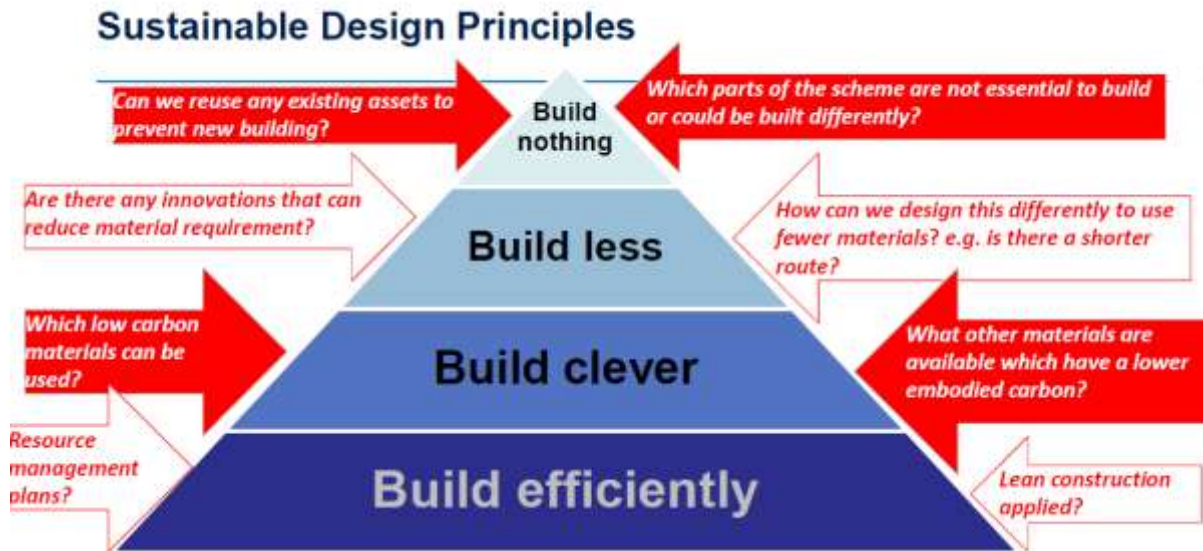 Sustainable Design Principles
Can we reuse any existing assets to
prevent new building?
Build
nothing
Which parts of the scheme are not essential to build
or could be built differently?
Are there any innovations that can
reduce material requirement?
Build less
How can we design this differently to use
fewer materials? e.g. is there a shorter
route?
Which low carbon
materials can be
used?
Build clever
What other materials are
available which have a lower
embodied carbon?
Resource
management
plans?
Build efficiently
Lean construction
applied?